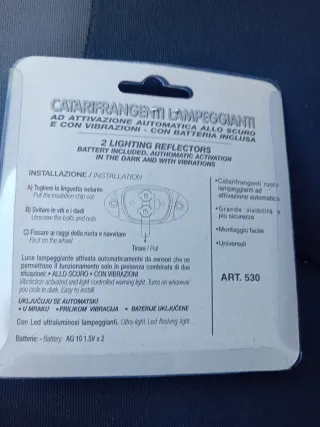 CATARIFRANGENTI LAMPEGGIANTI
AD ATTIVAZIONE AUTOMATICA ALLO SCURO
E CON VIBRAZIONI - CON BATTERIA INCLUSA
2 LIGHTING REFLECTORS
BATTERY INCLUDED, AUTHOMATIC ACTIVATION
IN THE DARK AND WITH VIBRATIONS
INSTALLAZIONE / INSTALLATION
A) Togliere la linguetta isolante
Pull the insulation chip out
B) Svitare le viti e i dadi
Unscrew the bolts and nuts
C) Fissare ai raggi della ruota e riavvitare
Fix it on the wheel
Tirare / Pull
Luce lampeggiante attivata automaticamente da sensori che ne
permettono il funzionamento solo in presenza combinata di due
situazioni: • ALLO SCURO • CON VIBRAZIONI
Vibration activated and light controlled warning light. Turns on whenever
you cycle in dark. Easy to install
UKLJUČUJU SE AUTOMATSKI
• U MRAKU • PRILIKOM VIBRACIJA • BATERIJE UKLJUČENE
Con Led ultraluminosi lampeggianti. Ultra-light Led flashing light
Batterie: - Battery: AG 10 1.5V x 2
• Catarifrangenti ruota
lampeggianti ad
attivazione automatica
• Grande visibilità e
più sicurezza
• Montaggio facile
• Universali
ART. 530